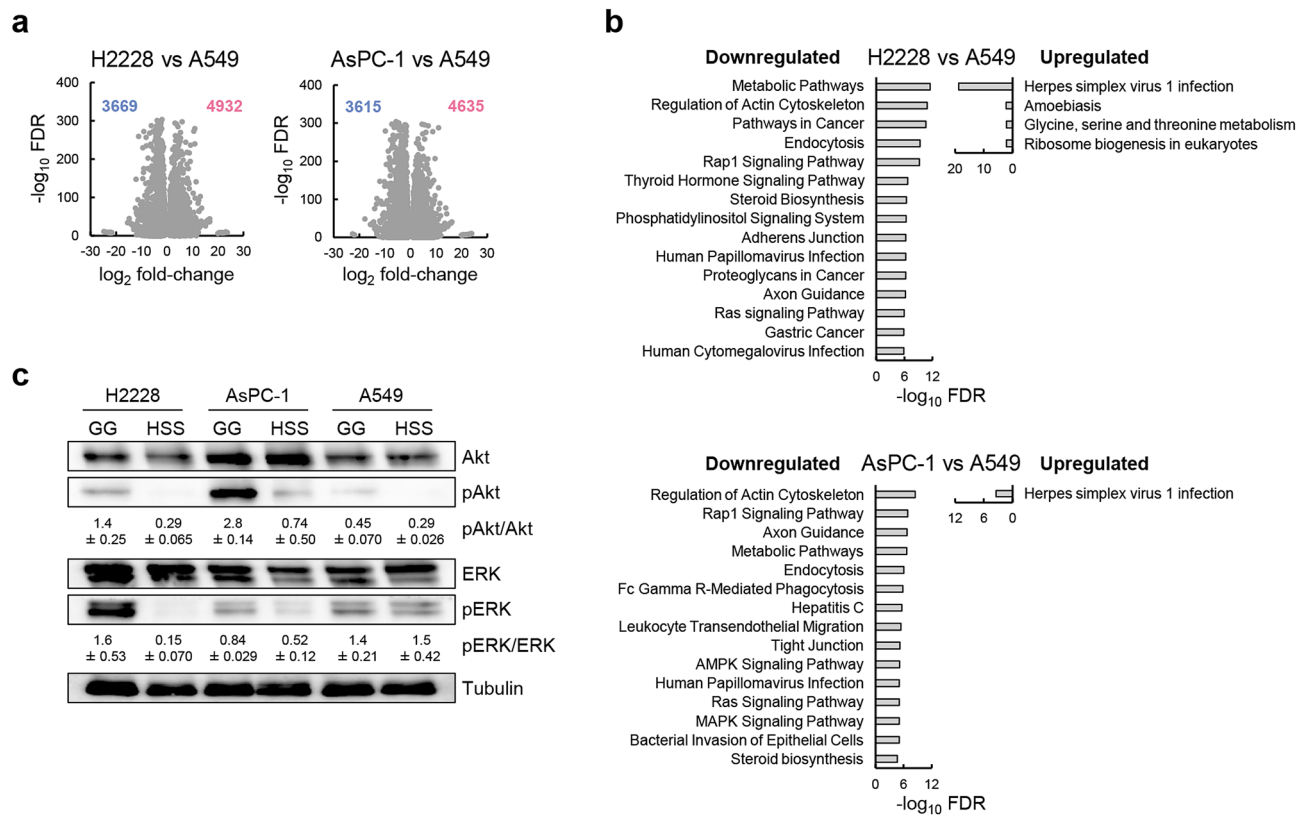 a
H2228 vs A549
400
300
200
100
0
-log10 FDR
3669
4932
-30 -20 -10 0 10 20 30
log2 fold-change
AsPC-1 vs A549
400
300
200
100
0
-log10 FDR
3615
4635
-30 -20 -10 0 10 20 30
log2 fold-change
b
Downregulated H2228 vs A549 Upregulated
Metabolic Pathways
Regulation of Actin Cytoskeleton
Pathways in Cancer
Endocytosis
Rap1 Signaling Pathway
Thyroid Hormone Signaling Pathway
Steroid Biosynthesis
Phosphatidylinositol Signaling System
Adherens Junction
Human Papillomavirus Infection
Proteoglycans in Cancer
Axon Guidance
Ras signaling Pathway
Gastric Cancer
Human Cytomegalovirus Infection
0 6 12
-log10 FDR
Herpes simplex virus 1 infection
Amoebiasis
Glycine, serine and threonine metabolism
Ribosome biogenesis in eukaryotes
20 10 0
Downregulated AsPC-1 vs A549 Upregulated
Regulation of Actin Cytoskeleton
Rap1 Signaling Pathway
Axon Guidance
Metabolic Pathways
Endocytosis
Fc Gamma R-Mediated Phagocytosis
Hepatitis C
Leukocyte Transendothelial Migration
Tight Junction
AMPK Signaling Pathway
Human Papillomavirus Infection
Ras Signaling Pathway
MAPK Signaling Pathway
Bacterial Invasion of Epithelial Cells
Steroid biosynthesis
0 6 12
-log10 FDR
Herpes simplex virus 1 infection
12 6 0
c
H2228 AsPC-1 A549
GG HSS GG HSS GG HSS
Akt
pAkt
1.4 0.29 2.8 0.74 0.45 0.29
± 0.25 ± 0.065 ± 0.14 ± 0.50 ± 0.070 ± 0.026
pAkt/Akt
ERK
pERK
1.6 0.15 0.84 0.52 1.4 1.5
± 0.53 ± 0.070 ± 0.029 ± 0.12 ± 0.21 ± 0.42
pERK/ERK
Tubulin